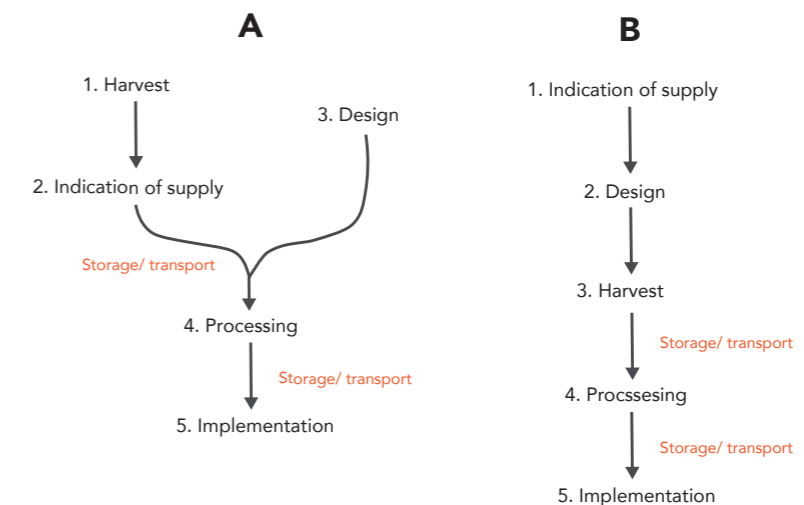 A
1. Harvest
3. Design
2. Indication of supply
Storage/ transport
4. Processing
Storage/ transport
5. Implementation
B
1. Indication of supply
2. Design
3. Harvest
Storage/ transport
4. Procssesing
Storage/ transport
5. Implementation